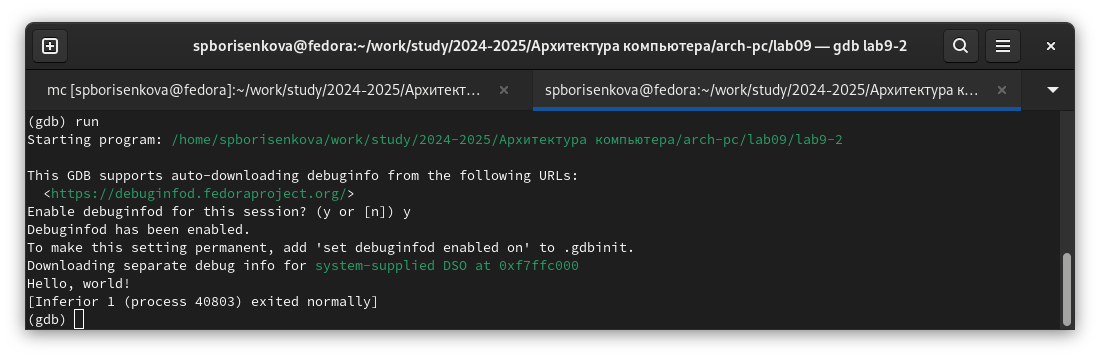 spborisenkova@fedora:~/work/study/2024-2025/Архитектура компьютера/arch-pc/lab09 — gdb lab9-2
mc [spborisenkova@fedora]:~/work/study/2024-2025/Архитект...
spborisenkova@fedora:~/work/study/2024-2025/Архитектура к...
(gdb) run
Starting program: /home/spborisenkova/work/study/2024-2025/Архитектура компьютера/arch-pc/lab09/lab9-2
This GDB supports auto-downloading debuginfo from the following URLs:
  <https://debuginfod.fedoraproject.org/>
Enable debuginfod for this session? (y or [n]) y
Debuginfod has been enabled.
To make this setting permanent, add 'set debuginfod enabled on' to .gdbinit.
Downloading separate debug info for system-supplied DSO at 0xf7ffc000
Hello, world!
[Inferior 1 (process 40803) exited normally]
(gdb)